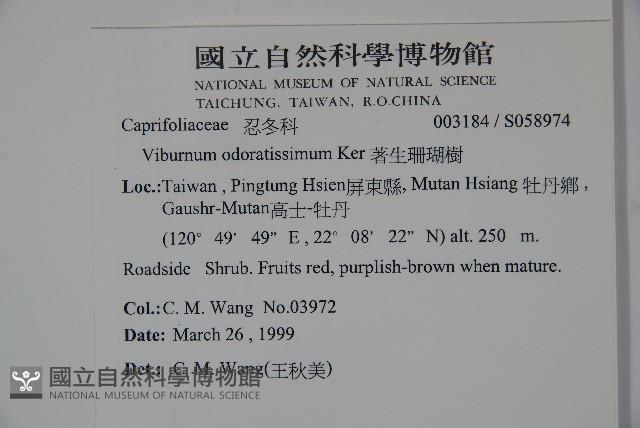 國立自然科學博物館
NATIONAL MUSEUM OF NATURAL SCIENCE
TAICHUNG, TAIWAN, R.O.CHINA
Caprifoliaceae 忍冬科 003184 / S058974
Viburnum odoratissimum Ker 著生珊瑚樹
Loc.:Taiwan , Pingtung Hsien屏東縣, Mutan Hsiang 牡丹鄉 ,
Gaushr-Mutan高士-牡丹
(120° 49' 49" E , 22° 08' 22" N) alt. 250 m.
Roadside Shrub. Fruits red, purplish-brown when mature.
Col.:C. M. Wang No.03972
Date: March 26 , 1999
Det.: C. M. Wang(王秋美)
國立自然科學博物館
NATIONAL MUSEUM OF NATURAL SCIENCE